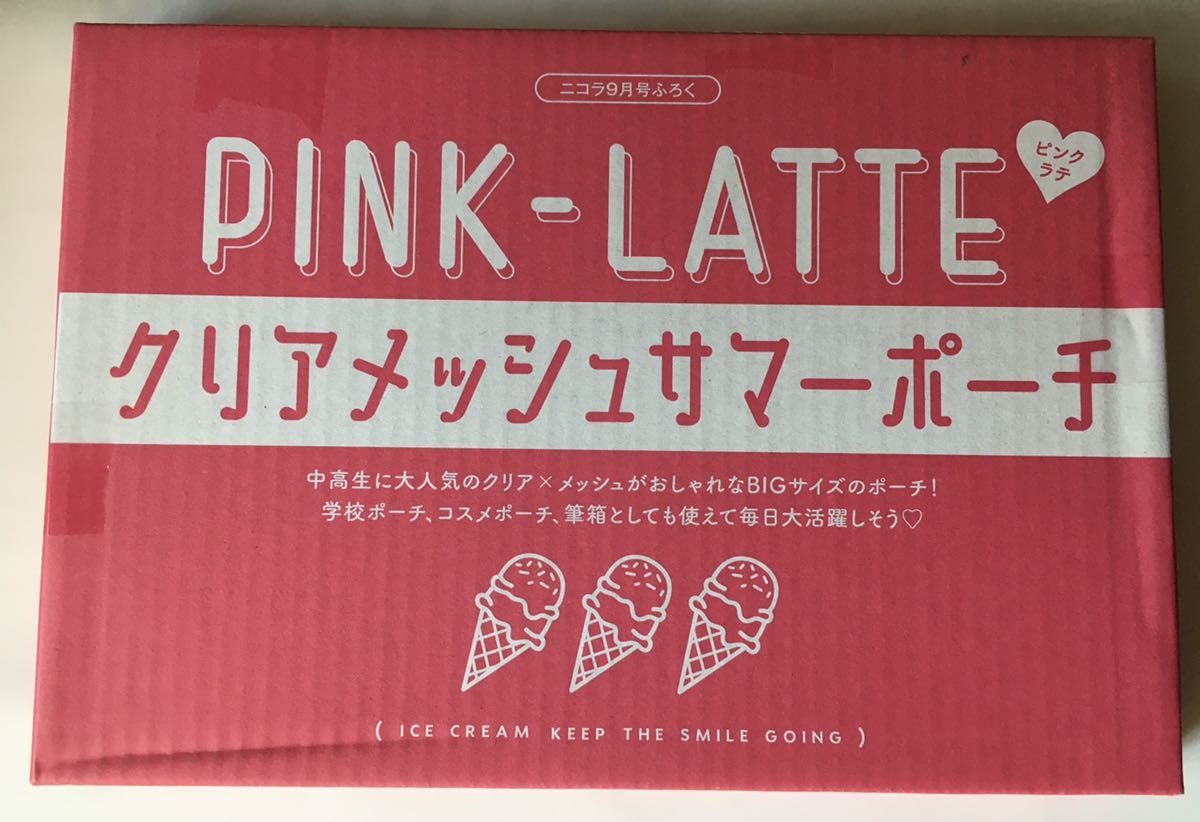 ニコラ9月号ふろく
PINK-LATTE
ピンク
ラテ
クリアメッシュサマーポーチ
中高生に大人気のクリア×メッシュがおしゃれなBIGサイズのポーチ!
学校ポーチ、コスメポーチ、筆箱としても使えて毎日大活躍しそう♡
( ICE CREAM KEEP THE SMILE GOING )